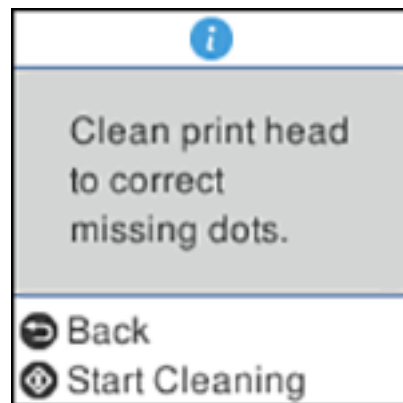 Clean print head
to correct
missing dots.
Back
Start Cleaning